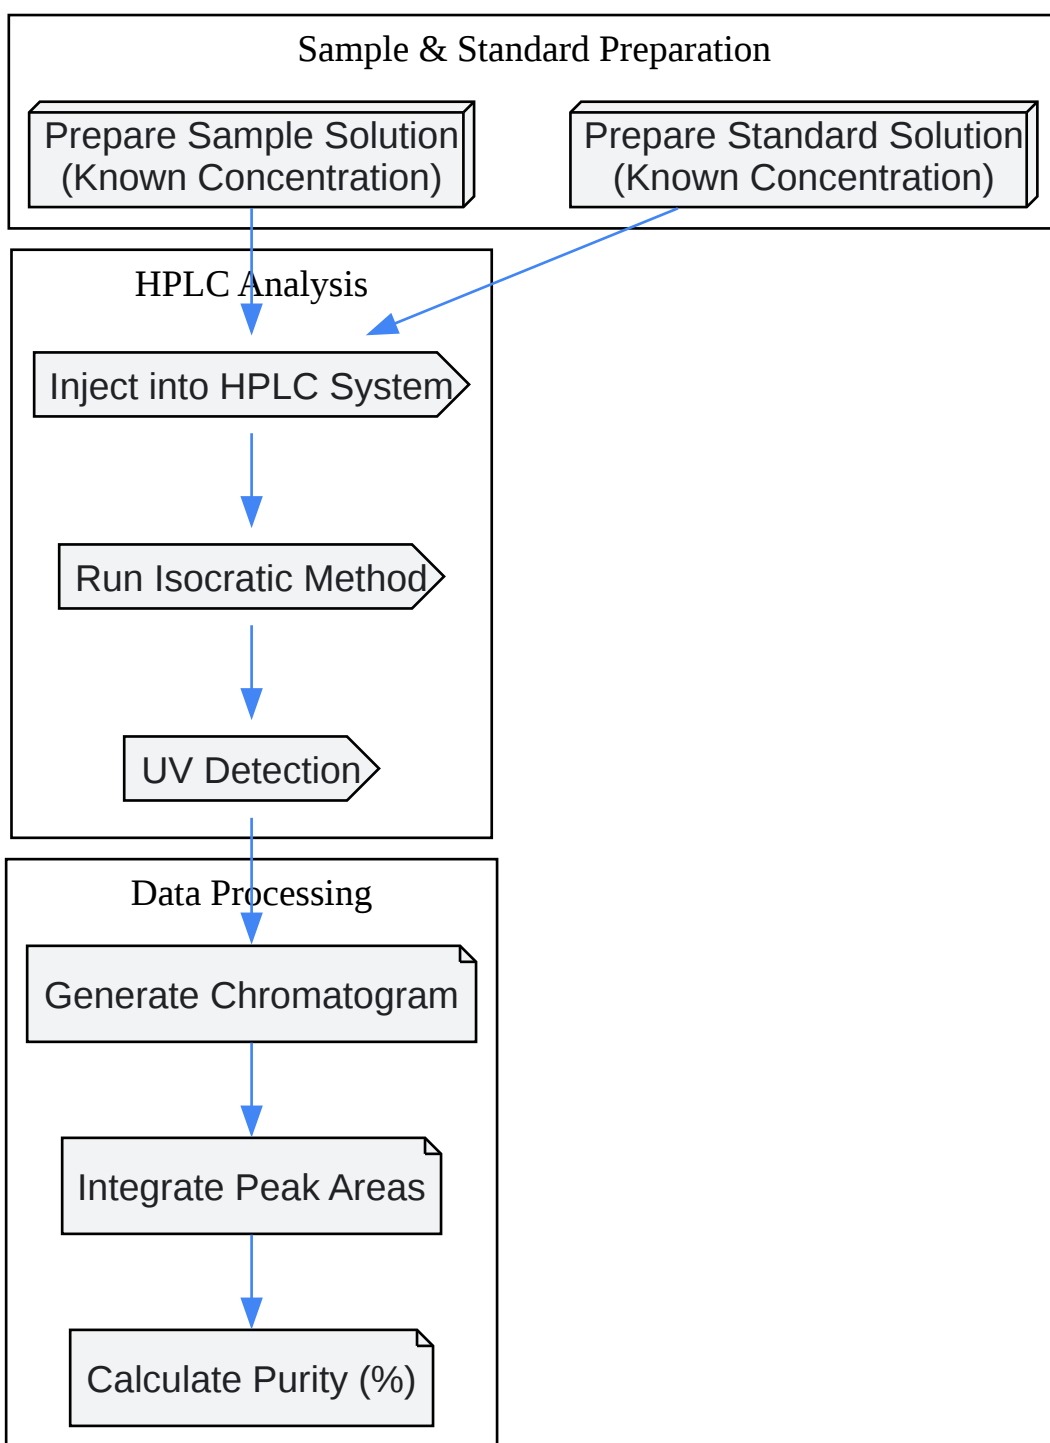 Sample & Standard Preparation
Prepare Sample Solution
(Known Concentration)
Prepare Standard Solution
(Known Concentration)
HPLC Analysis
Inject into HPLC System
Run Isocratic Method
UV Detection
Data Processing
Generate Chromatogram
Integrate Peak Areas
Calculate Purity (%)